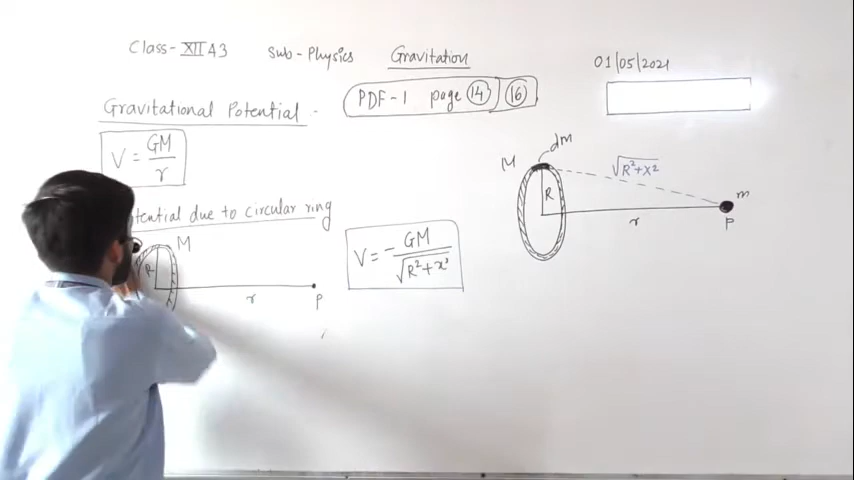 Class-XII A3 Sub-Physics Gravitation 01/05/2021
Gravitational Potential :-
PDF-1 page 14 16
V = GM/r
tential due to circular ring
M
R
r
P
V = - GM/√R²+x²
M
dm
√R²+x²
R
r
m
P